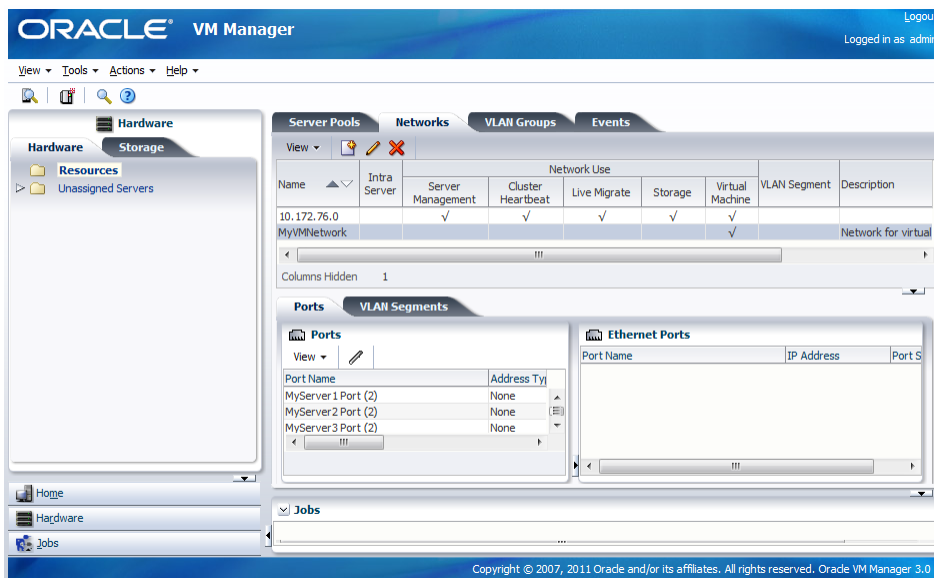 ORACLE® VM Manager
Logou
Logged in as admin
View Tools Actions Help
Hardware
Hardware Storage
Resources
Unassigned Servers
Home
Hardware
Jobs
Server Pools Networks VLAN Groups Events
View
Network Use
Name Intra Server Server Management Cluster Heartbeat Live Migrate Storage Virtual Machine VLAN Segment Description
10.172.76.0 √ √ √ √ √
MyVMNetwork √ Network for virtual
Columns Hidden 1
Ports VLAN Segments
Ports
View
Port Name Address Typ
MyServer1 Port (2) None
MyServer2 Port (2) None
MyServer3 Port (2) None
Ethernet Ports
Port Name IP Address Port S
Jobs
Copyright © 2007, 2011 Oracle and/or its affiliates. All rights reserved. Oracle VM Manager 3.0